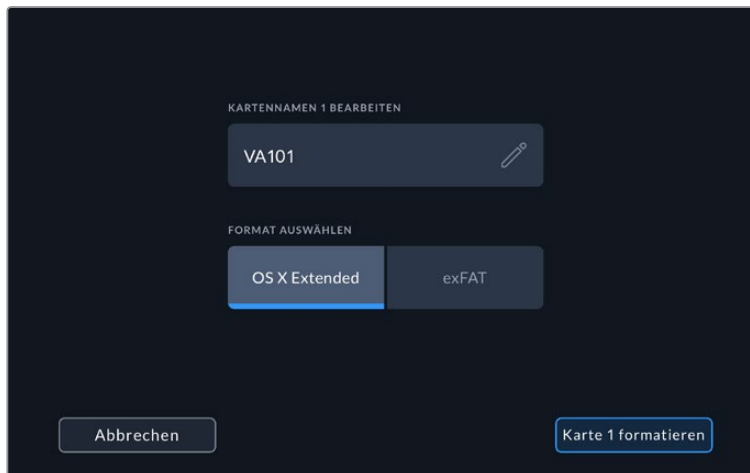 KARTENNAMEN 1 BEARBEITEN
VA101
FORMAT AUSWÄHLEN
OS X Extended
exFAT
Abbrechen
Karte 1 formatieren